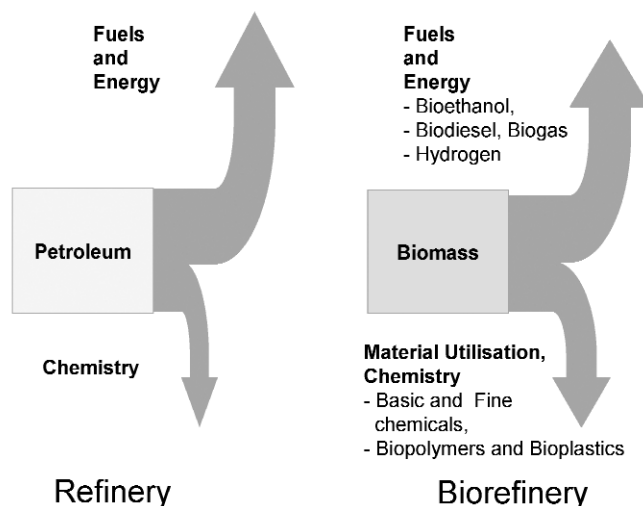 Fuels
and
Energy
Petroleum
Chemistry
Refinery
Fuels
and
Energy
- Bioethanol,
- Biodiesel, Biogas
- Hydrogen
Biomass
Material Utilisation,
Chemistry
- Basic and Fine
chemicals,
- Biopolymers and Bioplastics
Biorefinery